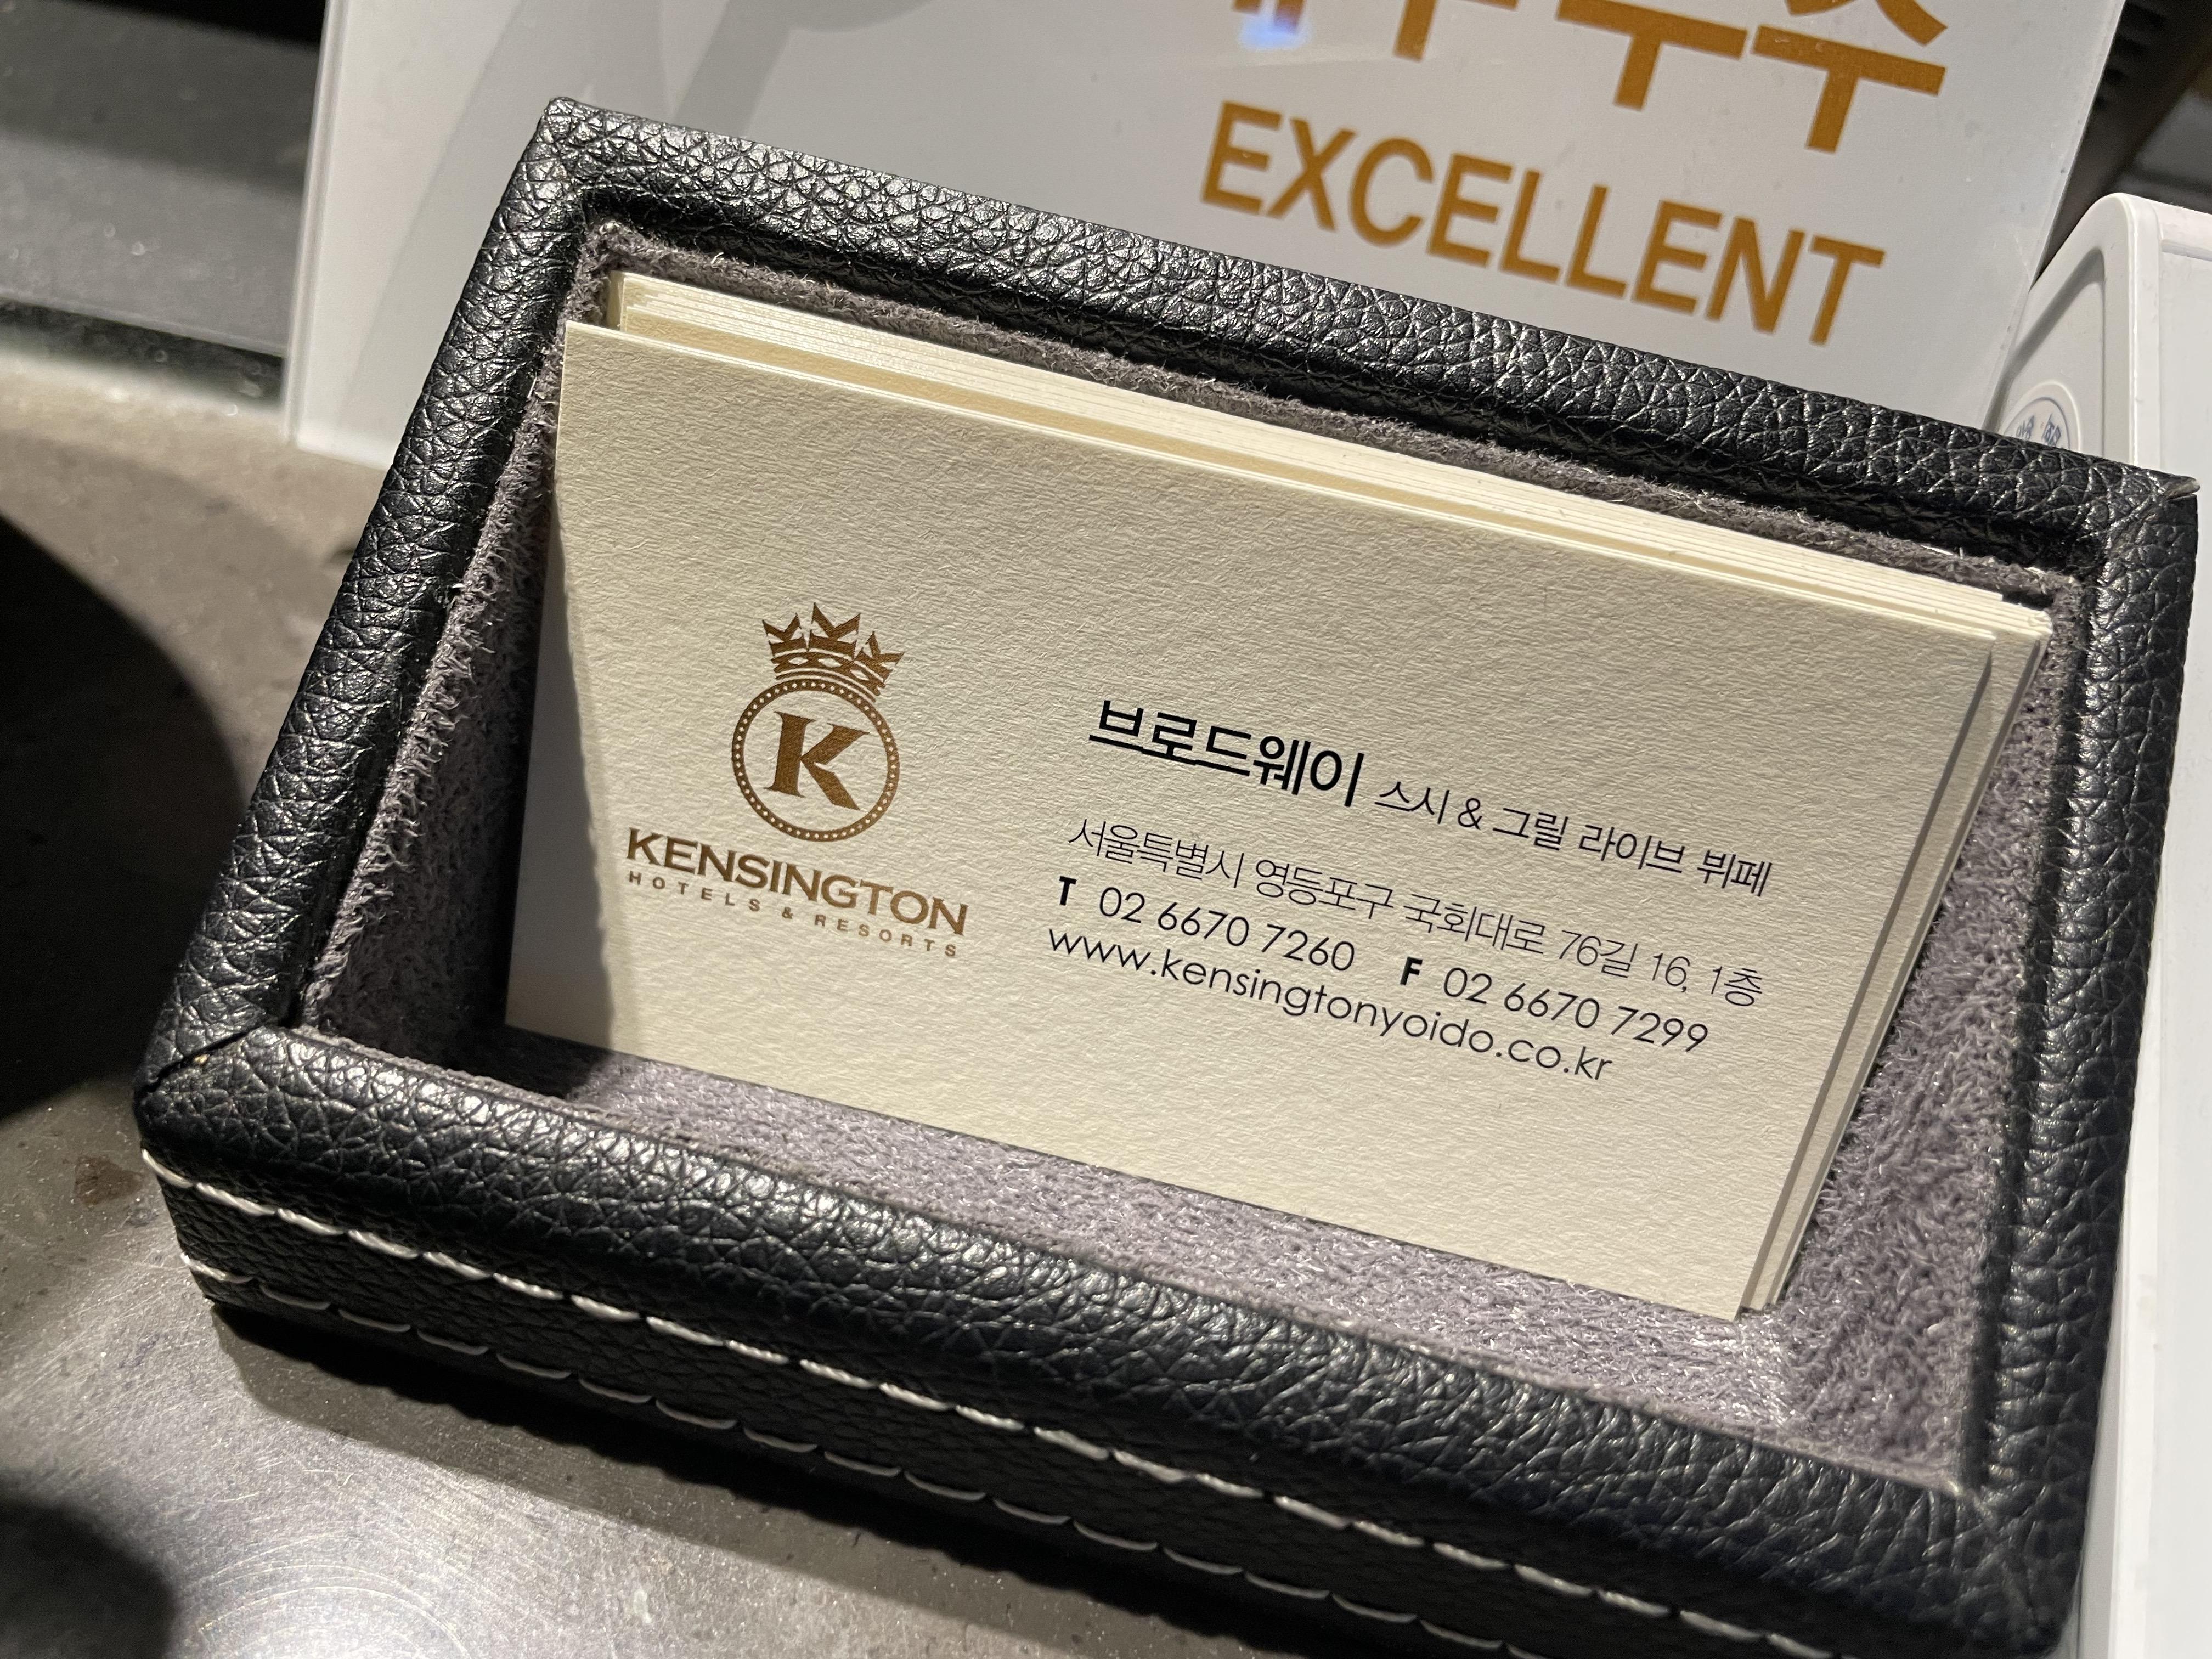 EXCELLENT
K
KENSINGTON
HOTELS & RESORTS
브로드웨이 스시 & 그릴 라이브 뷔페
서울특별시 영등포구 국회대로 76길 16, 1층
T 02 6670 7260 F 02 6670 7299
www.kensingtonyoido.co.kr